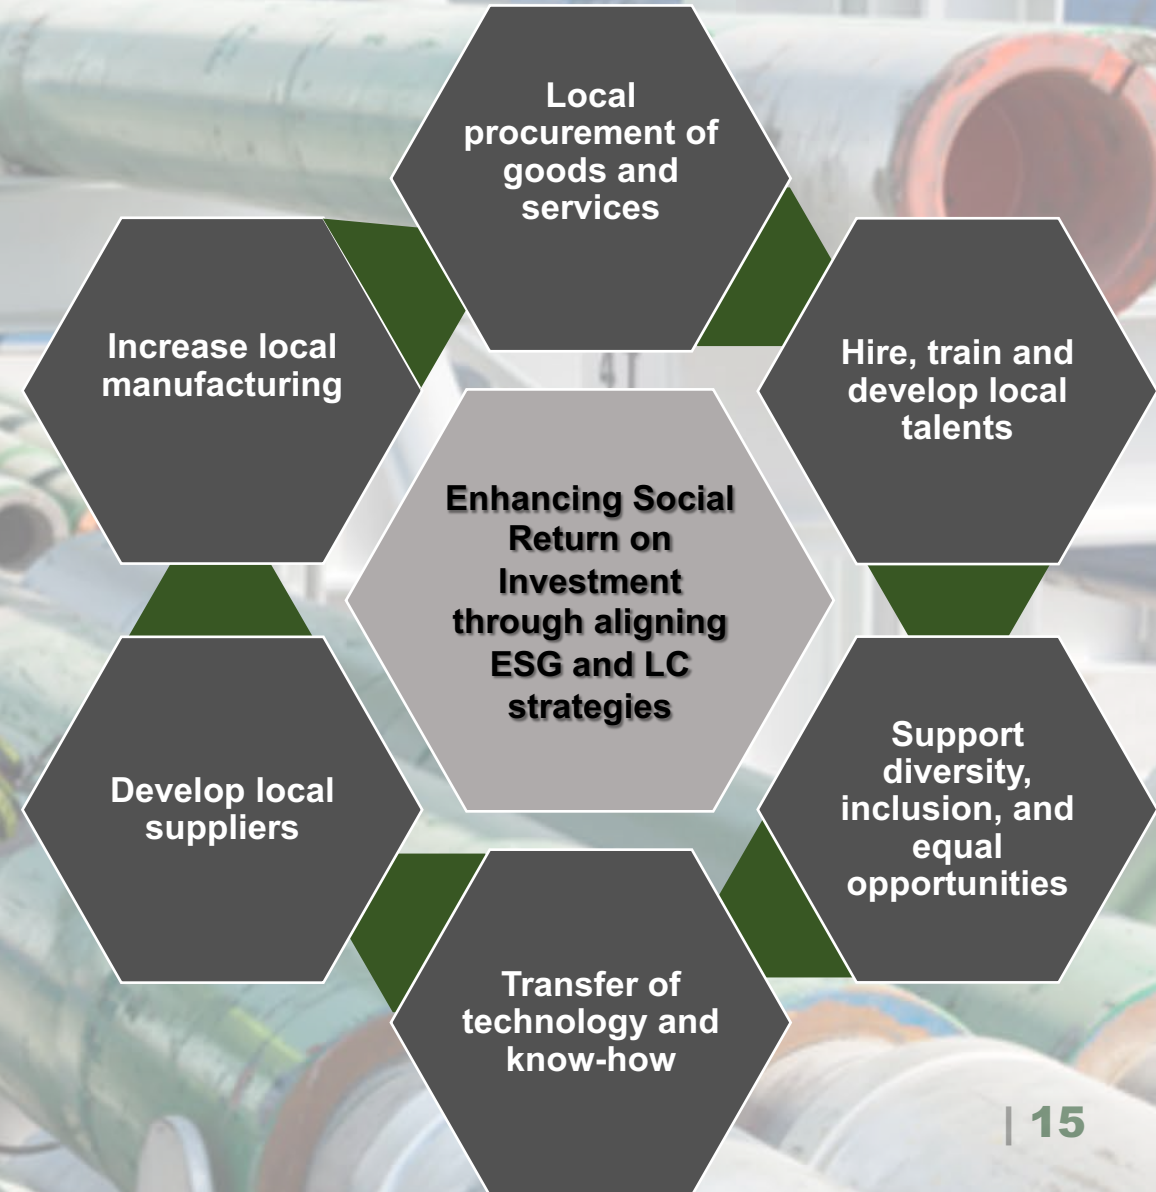 Local
procurement of
goods and
services
Hire, train and
develop local
talents
Support
diversity,
inclusion, and
equal
opportunities
Transfer of
technology and
know-how
Develop local
suppliers
Increase local
manufacturing
Enhancing Social
Return on
Investment
through aligning
ESG and LC
strategies
4T
| 15